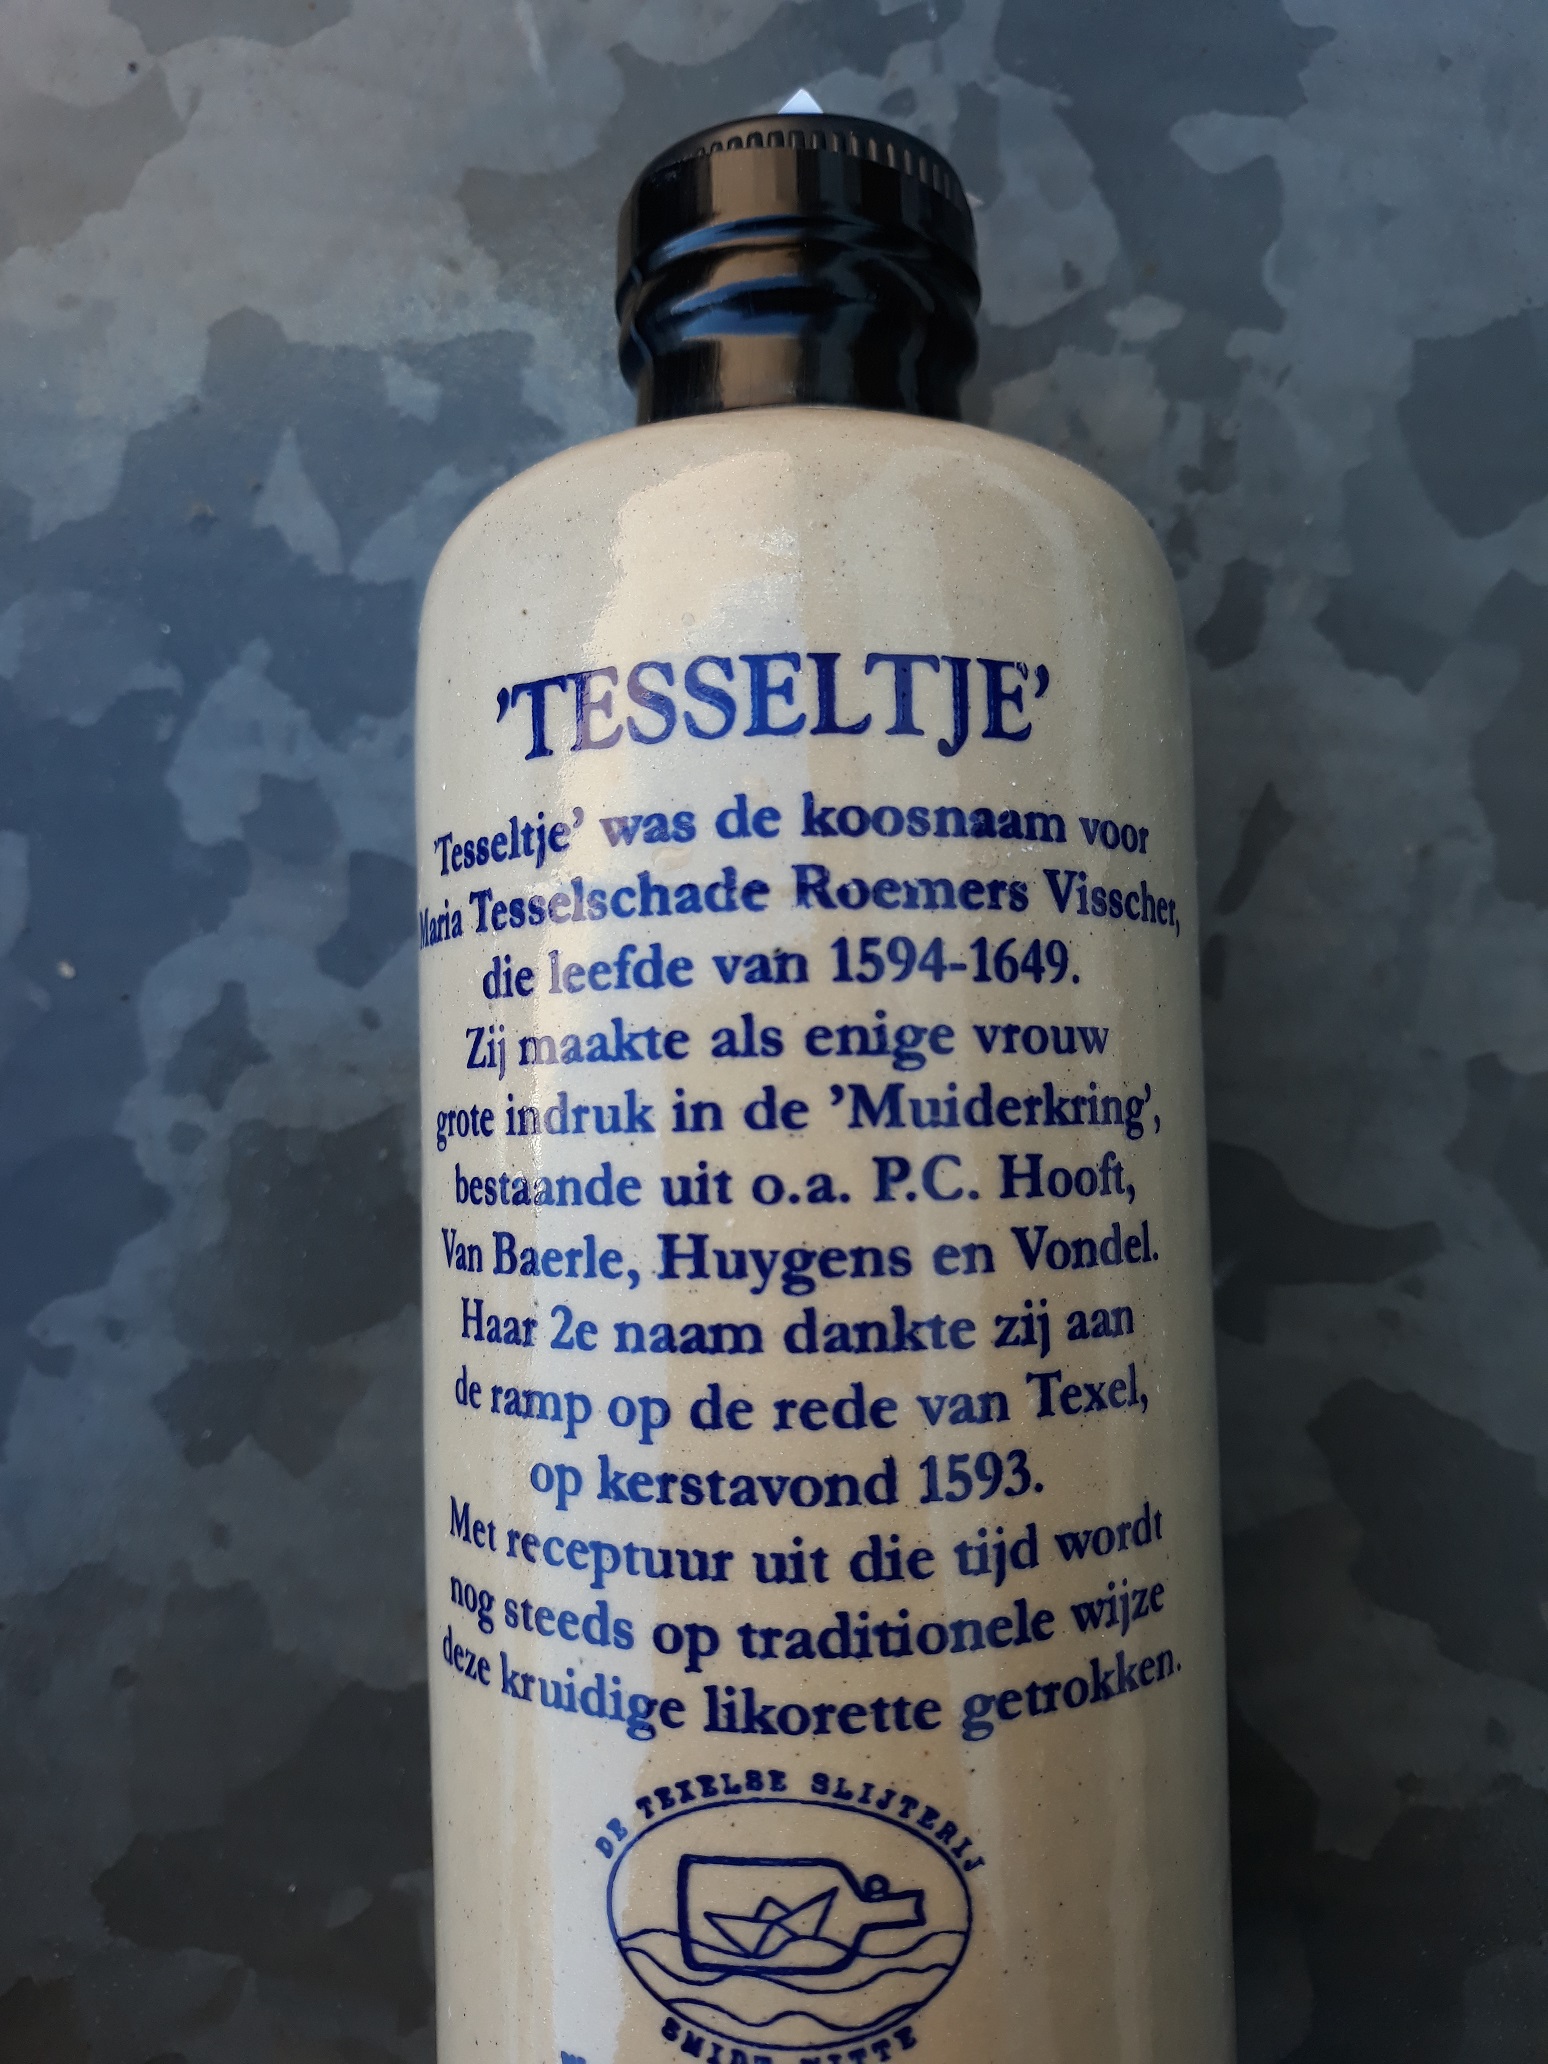 'TESSELTJE'
'Tesseltje' was de koosnaam voor
Maria Tesselschade Roemers Visscher,
die leefde van 1594-1649.
Zij maakte als enige vrouw
grote indruk in de 'Muiderkring',
bestaande uit o.a. P.C. Hooft,
Van Baerle, Huygens en Vondel.
Haar 2e naam dankte zij aan
de ramp op de rede van Texel,
op kerstavond 1593.
Met receptuur uit die tijd wordt
nog steeds op traditionele wijze
deze kruidige likorette getrokken.
DE TEXELSE SLIJTERIJ
SMIDT